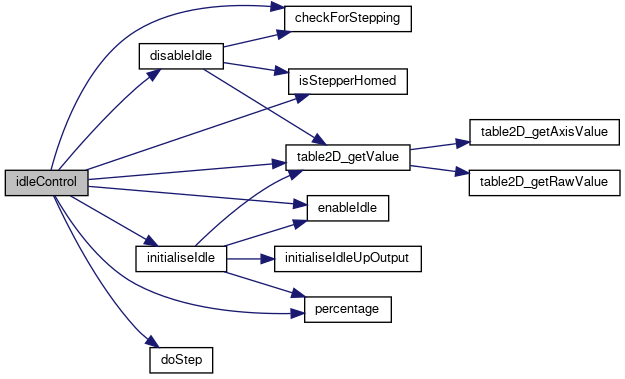 checkForStepping
disableIdle
isStepperHomed
table2D_getAxisValue
table2D_getValue
idleControl
table2D_getRawValue
enableIdle
initialiseIdle
initialiseIdleUpOutput
percentage
doStep